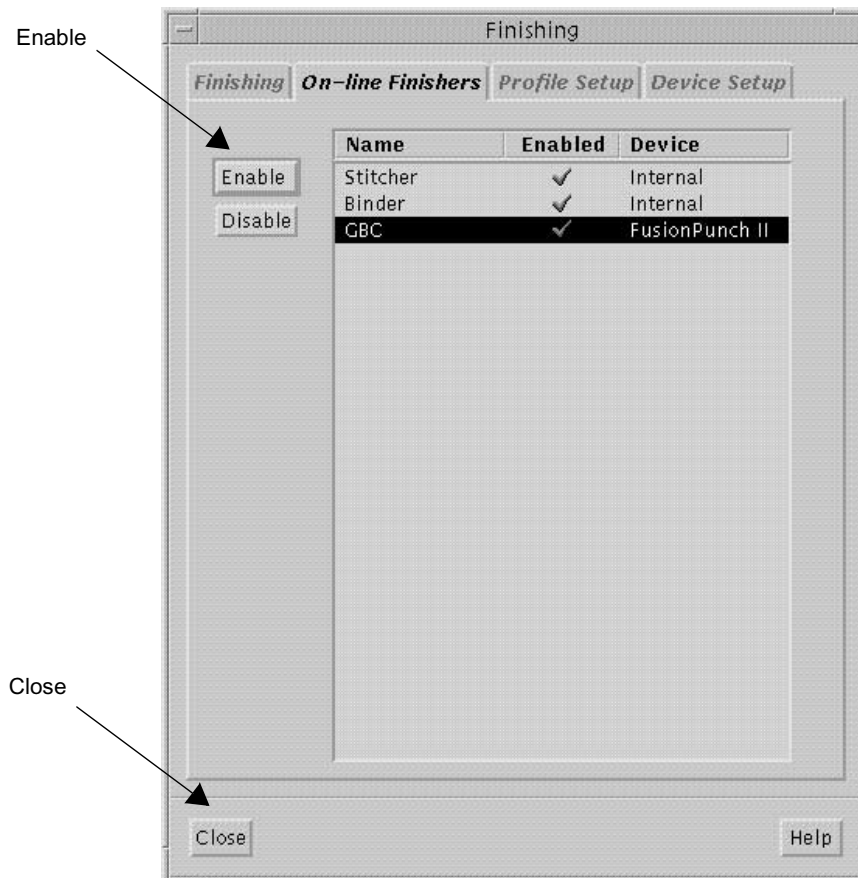 Finishing
Enable
Finishing On-line Finishers Profile Setup Device Setup
Name Enabled Device
Enable Stitcher Internal
Binder Internal
Disable GBC FusionPunch II
Close
Close Help